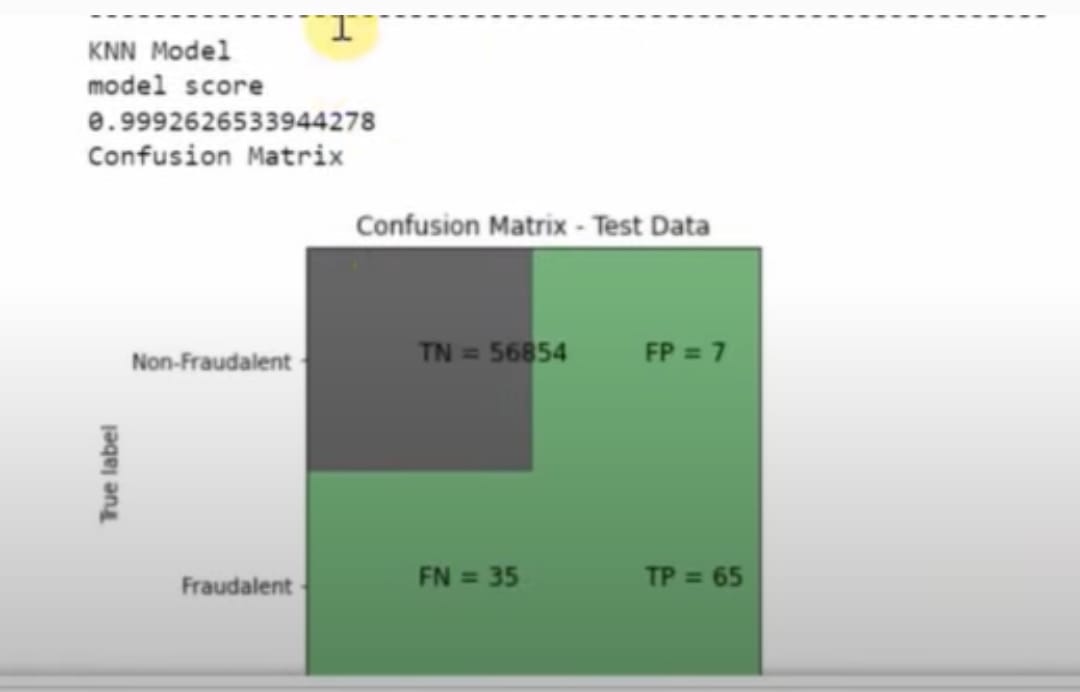 KNN Model
model score
0.9992626533944278
Confusion Matrix
Confusion Matrix - Test Data
Non-Fraudalent
TN = 56854
FP = 7
True label
Fraudalent
FN = 35
TP = 65